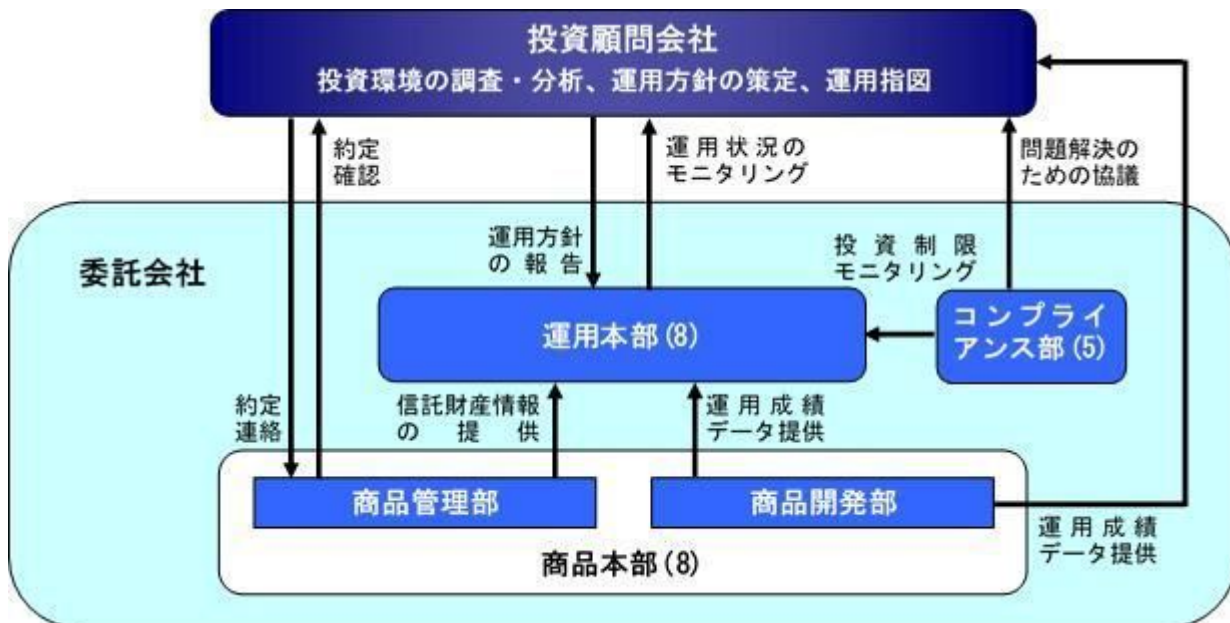 投資顧問会社
投資環境の調査・分析、運用方針の策定、運用指図
約定
確認
運用状況の
モニタリング
問題解決の
ための協議
委託会社
運用方針
の報告
投資制限
モニタリング
運用本部(8)
コンプライ
アンス部(5)
約定
連絡
信託財産情報
の提供
運用成績
データ提供
商品管理部
商品開発部
運用成績
データ提供
商品本部(8)